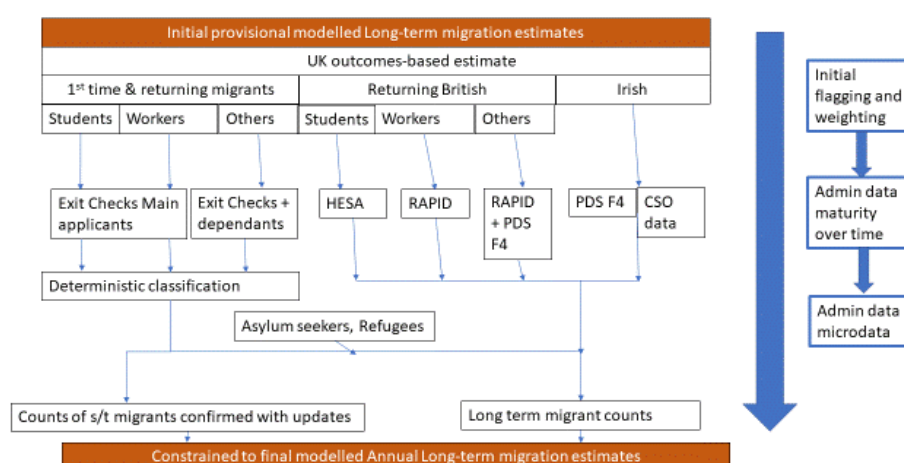 Initial provisional modelled Long-term migration estimates
UK outcomes-based estimate
1st time & returning migrants
Returning British
Irish
Students
Workers
Others
Students
Workers
Others
Exit Checks Main
applicants
Exit Checks +
dependants
HESA
RAPID
RAPID
+ PDS
F4
PDS F4
CSO
data
Deterministic classification
Asylum seekers, Refugees
Counts of s/t migrants confirmed with updates
Long term migrant counts
Constrained to final modelled Annual Long-term migration estimates
Initial
flagging and
weighting
Admin data
maturity
over time
Admin data
microdata